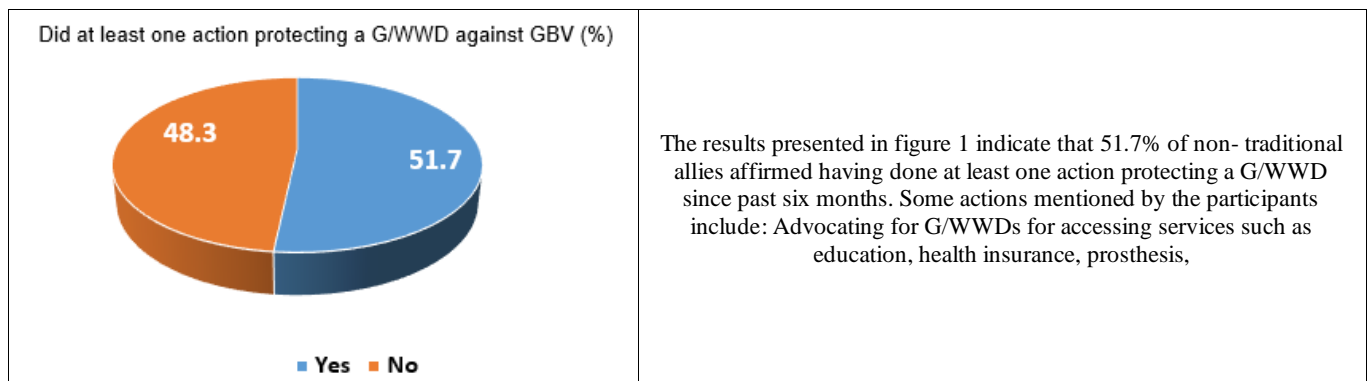 Did at least one action protecting a G/WWD against GBV (%)
48.3
51.7
Yes No
The results presented in figure 1 indicate that 51.7% of non- traditional
allies affirmed having done at least one action protecting a G/WWD
since past six months. Some actions mentioned by the participants
include: Advocating for G/WWDs for accessing services such as
education, health insurance, prosthesis,